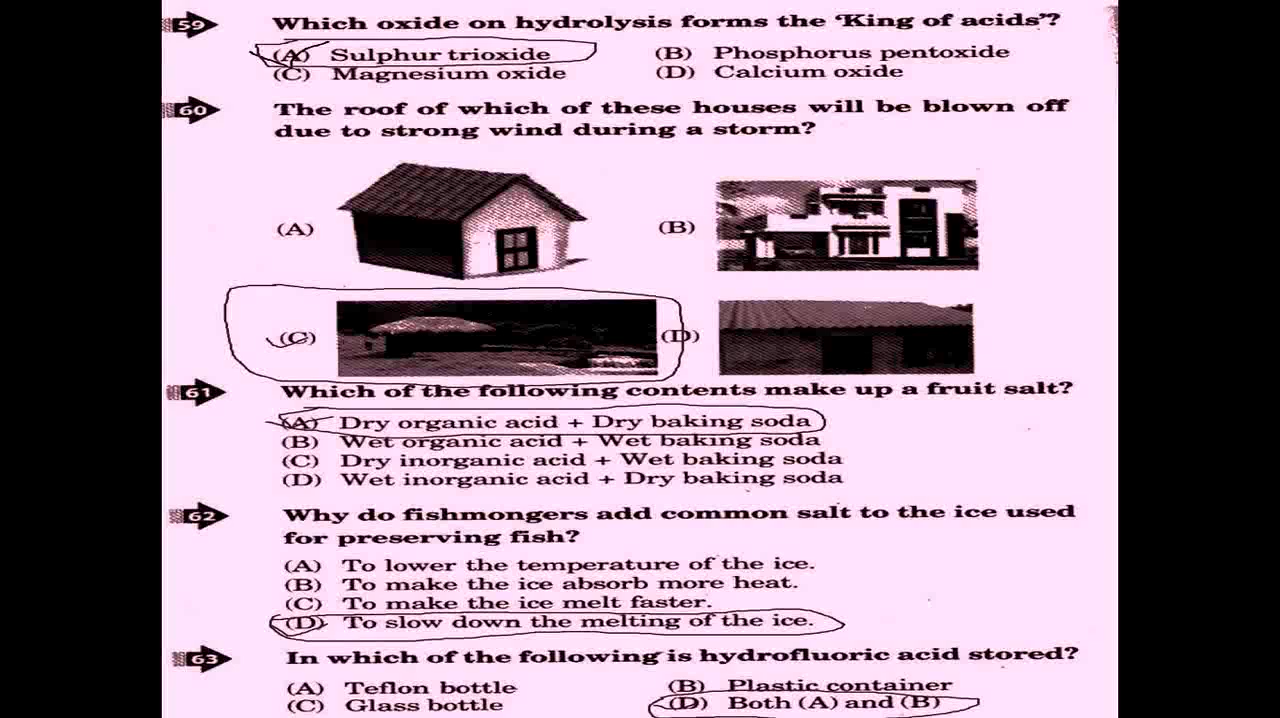 59 Which oxide on hydrolysis forms the ‘King of acids’?
(A) Sulphur trioxide (B) Phosphorus pentoxide
(C) Magnesium oxide (D) Calcium oxide
60 The roof of which of these houses will be blown off
due to strong wind during a storm?
(A) (B)
(C) (D)
61 Which of the following contents make up a fruit salt?
(A) Dry organic acid + Dry baking soda
(B) Wet organic acid + Wet baking soda
(C) Dry inorganic acid + Wet baking soda
(D) Wet inorganic acid + Dry baking soda
62 Why do fishmongers add common salt to the ice used
for preserving fish?
(A) To lower the temperature of the ice.
(B) To make the ice absorb more heat.
(C) To make the ice melt faster.
(D) To slow down the melting of the ice.
63 In which of the following is hydrofluoric acid stored?
(A) Teflon bottle (B) Plastic container
(C) Glass bottle (D) Both (A) and (B)